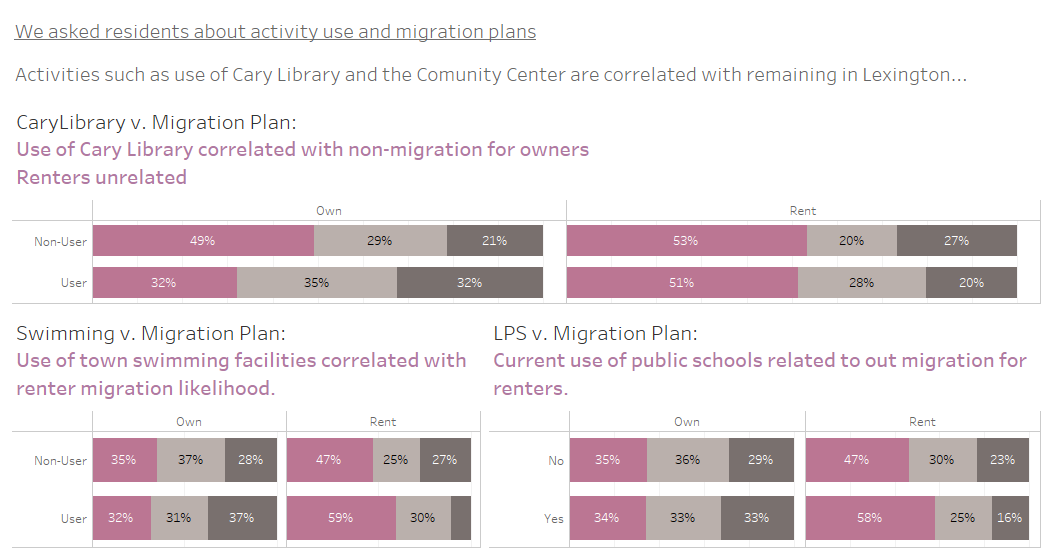 We asked residents about activity use and migration plans
Activities such as use of Cary Library and the Comunity Center are correlated with remaining in Lexington...
CaryLibrary v. Migration Plan:
Use of Cary Library correlated with non-migration for owners
Renters unrelated
Own Rent
Non-User 49% 29% 21% 53% 20% 27%
User 32% 35% 32% 51% 28% 20%
Swimming v. Migration Plan:
Use of town swimming facilities correlated with
renter migration likelihood.
Own Rent
Non-User 35% 37% 28% 47% 25% 27%
User 32% 31% 37% 59% 30%
LPS v. Migration Plan:
Current use of public schools related to out migration for
renters.
Own Rent
No 35% 36% 29% 47% 30% 23%
Yes 34% 33% 33% 58% 25% 16%